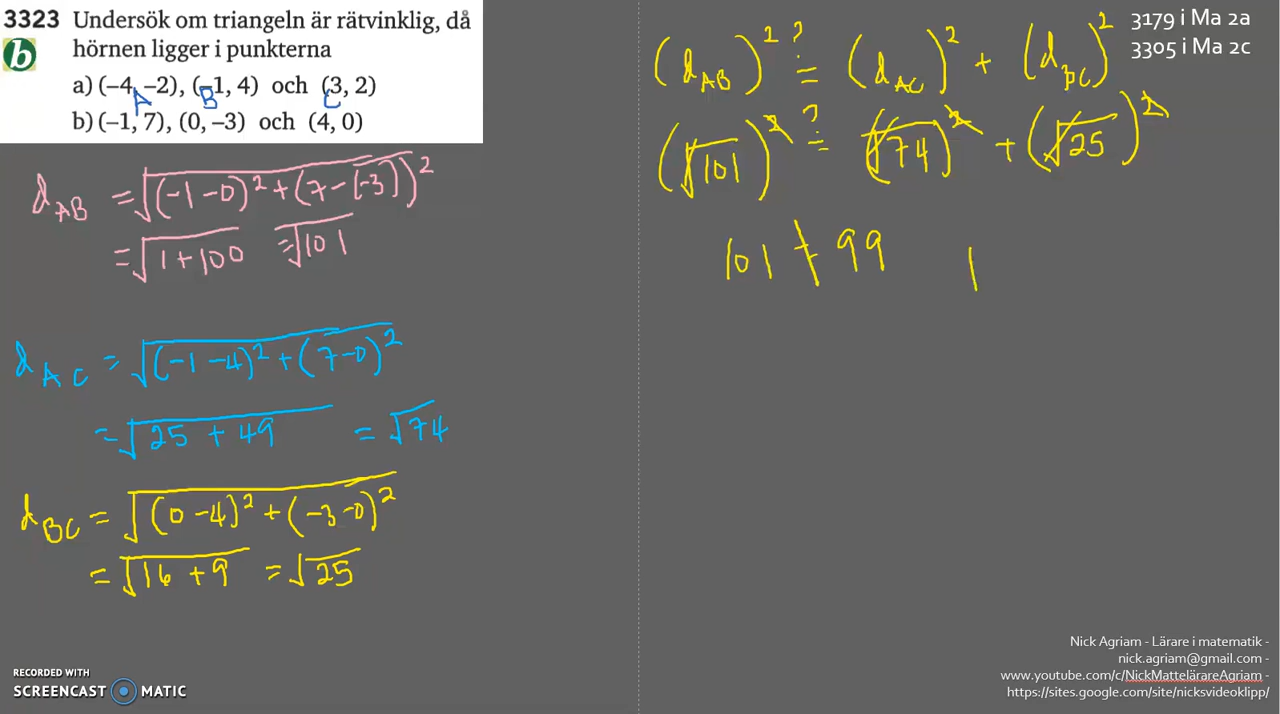 3323 Undersök om triangeln är rätvinklig, då
hörnen ligger i punkterna
b
a) (−4, −2), (−1, 4) och (3, 2)
A B C
b) (−1, 7), (0, −3) och (4, 0)
d_AB = √((-1-0)² + (7-(-3))²)
= √(1+100) = √101
d_AC = √((-1-4)² + (7-0)²)
= √(25 + 49) = √74
d_BC = √((0-4)² + (-3-0)²)
= √(16+9) = √25
3179 i Ma 2a
3305 i Ma 2c
(d_AB)² ?= (d_AC)² + (d_BC)²
(√101)² ?= (√74)² + (√25)²
101 ≠ 99 |
Nick Agriam - Lärare i matematik -
nick.agriam@gmail.com -
www.youtube.com/c/NickMattelärareAgriam -
https://sites.google.com/site/nicksvideoklipp/
RECORDED WITH
SCREENCAST MATIC